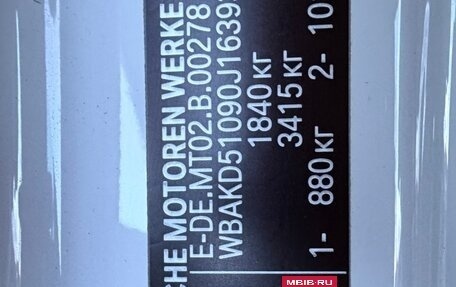 CHE MOTOREN WERKE
E-DE.MT02.B.00278
WBAKD51090J1639
1840 кг
3415 кг
1- 880 кг 2- 10
MBIB.RU